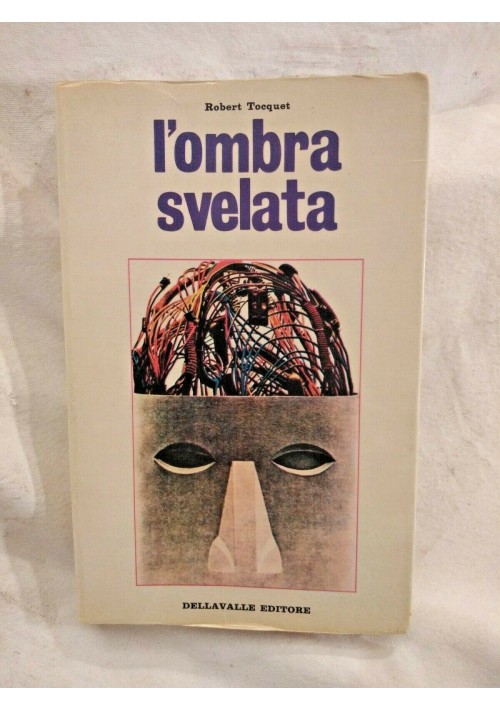 Robert Tocquet
l'ombra
svelata
DELLAVALLE EDITORE